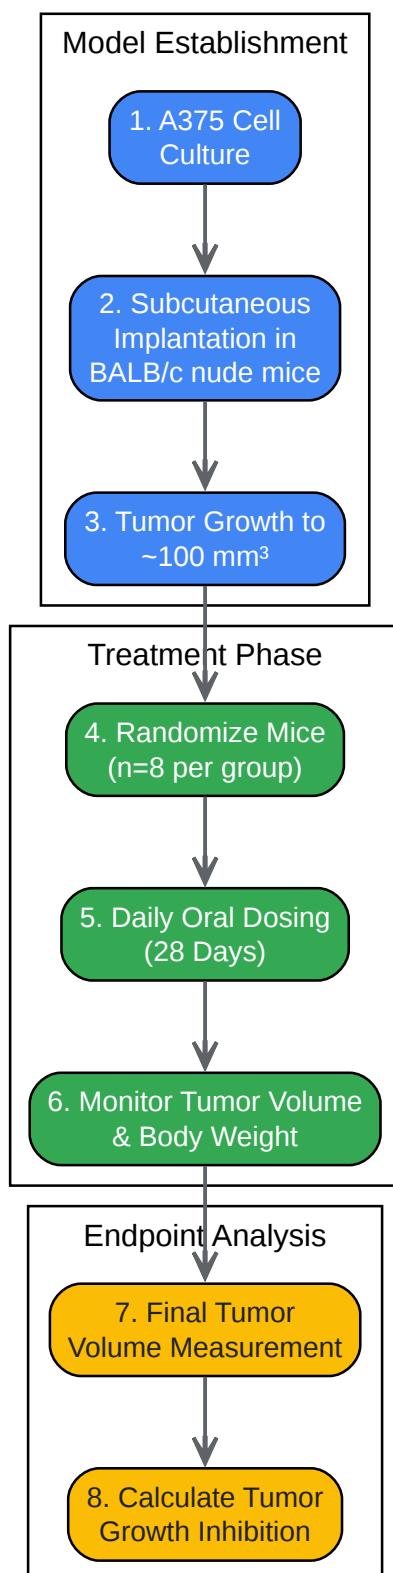 Model Establishment
1. A375 Cell
Culture
2. Subcutaneous
Implantation in
BALB/c nude mice
3. Tumor Growth to
~100 mm³
Treatment Phase
4. Randomize Mice
(n=8 per group)
5. Daily Oral Dosing
(28 Days)
6. Monitor Tumor Volume
& Body Weight
Endpoint Analysis
7. Final Tumor
Volume Measurement
8. Calculate Tumor
Growth Inhibition